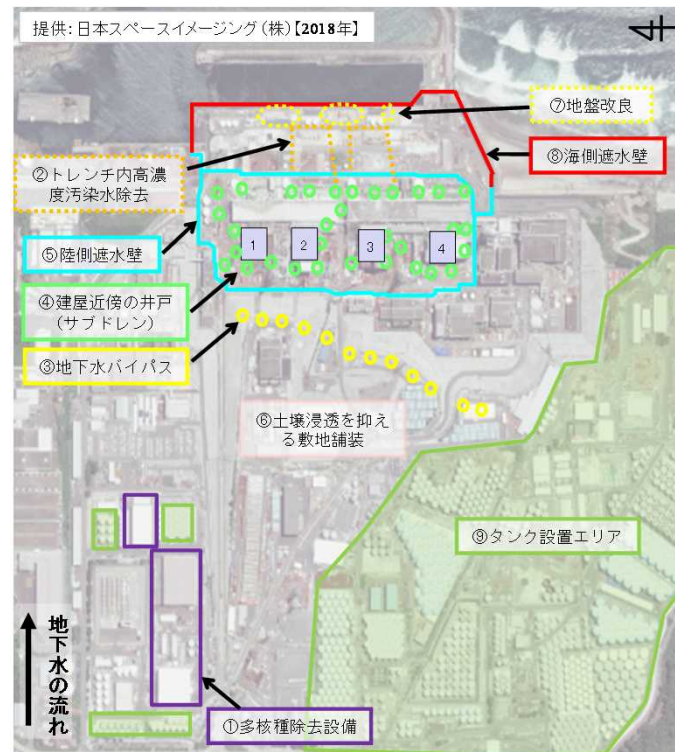 提供:日本スペースイメージング(株)【2018年】
⑦地盤改良
⑧海側遮水壁
②トレンチ内高濃
度汚染水除去
⑤陸側遮水壁
1
2
3
4
④建屋近傍の井戸
(サブドレン)
③地下水バイパス
⑥土壌浸透を抑え
る敷地舗装
⑨タンク設置エリア
地下水の流れ
①多核種除去設備